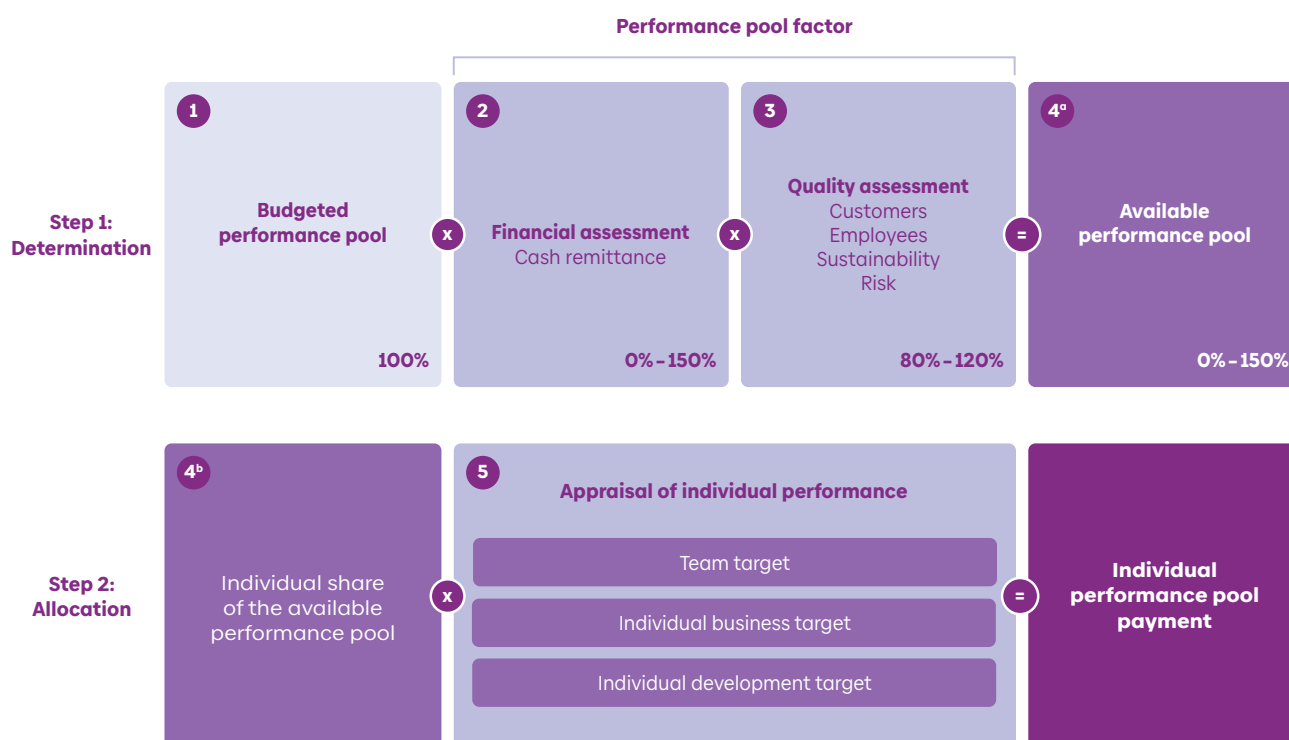 Performance pool factor
Step 1:
Determination
1
Budgeted
performance pool
100%
x
2
Financial assessment
Cash remittance
0%–150%
x
3
Quality assessment
Customers
Employees
Sustainability
Risk
80%–120%
=
4ª
Available
performance pool
0%–150%
Step 2:
Allocation
4ᵇ
Individual share
of the available
performance pool
x
5
Appraisal of individual performance
Team target
Individual business target
Individual development target
=
Individual
performance pool
payment